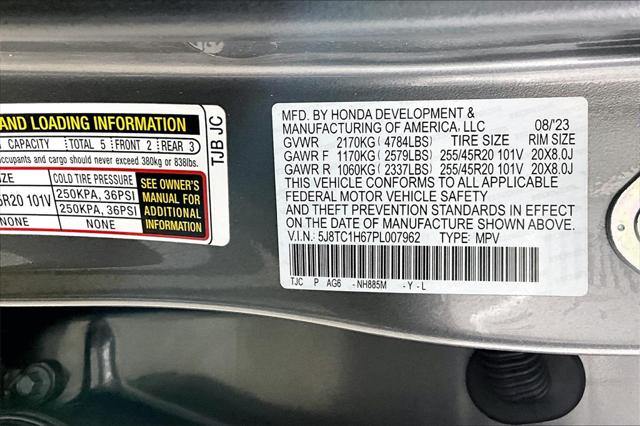 AND LOADING INFORMATION
CAPACITY TOTAL 5 FRONT 2 REAR 3
occupants and cargo should never exceed 380kg or 838lbs.
COLD TIRE PRESSURE
R20 101V 250KPA, 36PSI
250KPA, 36PSI
NONE NONE
SEE OWNER'S
MANUAL FOR
ADDITIONAL
INFORMATION
TJB JC
MFD. BY HONDA DEVELOPMENT &
MANUFACTURING OF AMERICA, LLC 08/'23
GVWR 2170KG (4784LBS) TIRE SIZE RIM SIZE
GAWR F 1170KG (2579LBS) 255/45R20 101V 20X8.0J
GAWR R 1060KG (2337LBS) 255/45R20 101V 20X8.0J
THIS VEHICLE CONFORMS TO ALL APPLICABLE
FEDERAL MOTOR VEHICLE SAFETY
AND THEFT PREVENTION STANDARDS IN EFFECT
ON THE DATE OF MANUFACTURE SHOWN ABOVE.
V.I.N.: 5J8TC1H67PL007962 TYPE: MPV
TJC P AG6 -NH885M -Y-L